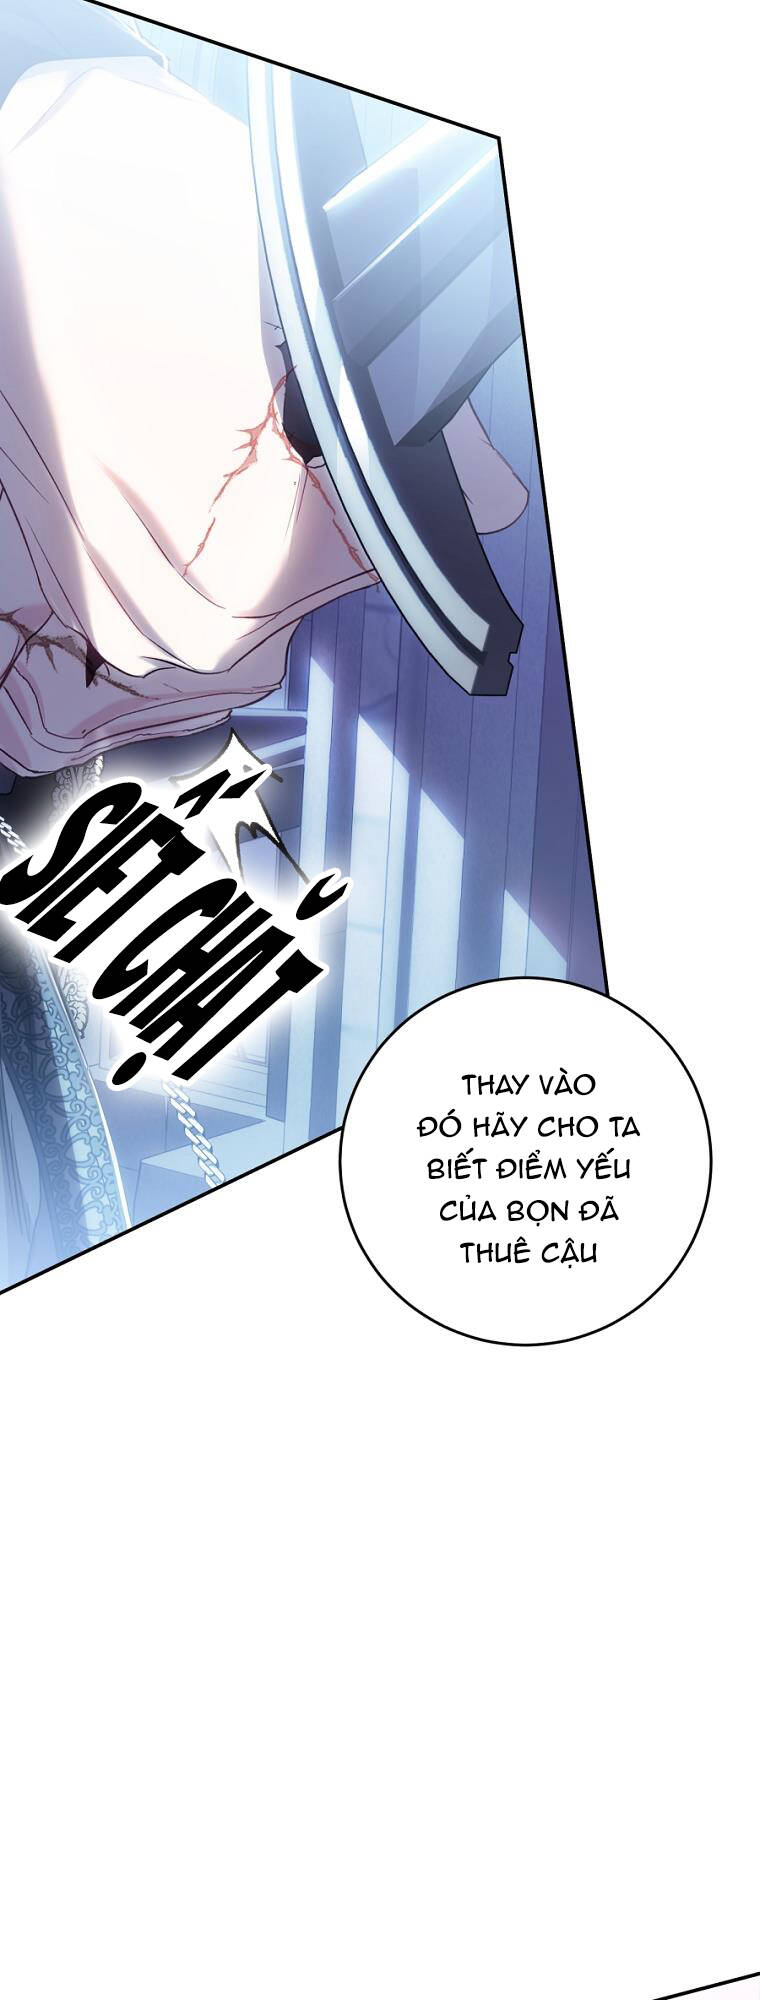 SIẾT CHẶT
THAY VÀO
ĐÓ HÃY CHO TA
BIẾT ĐIỂM YẾU
CỦA BỌN ĐÃ
THUÊ CẬU